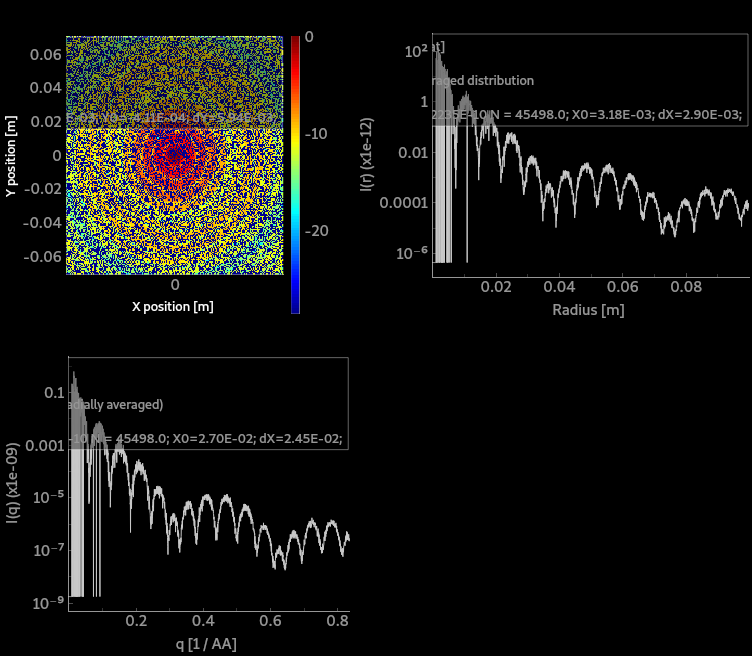 0
0.06
0.04
0.02
0
-0.02
-0.04
-0.06
Y position [m]
0
X position [m]
-10
-20
at]
raged distribution
2235E-10 N = 45498.0; X0=3.18E-03; dX=2.90E-03;
10²
1
0.01
0.0001
10⁻⁶
I(r) (x1e-12)
0.02
0.04
0.06
0.08
Radius [m]
adially averaged)
-10 N = 45498.0; X0=2.70E-02; dX=2.45E-02;
0.1
0.001
10⁻⁵
10⁻⁷
10⁻⁹
I(q) (x1e-09)
0.2
0.4
0.6
0.8
q [1 / AA]